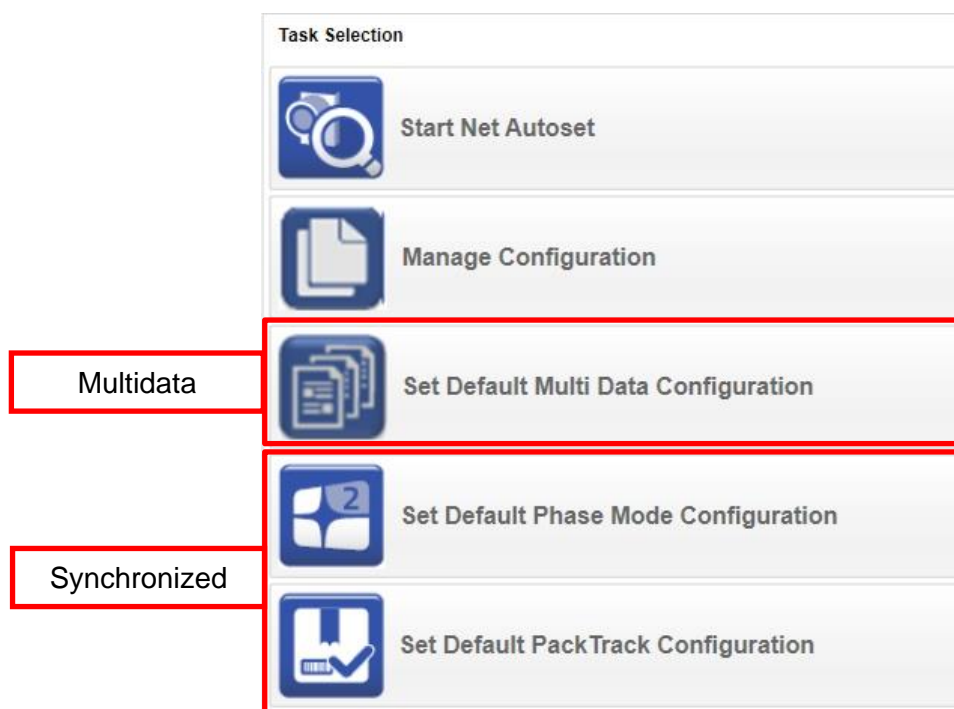 Task Selection
Start Net Autoset
Manage Configuration
Multidata
Set Default Multi Data Configuration
2
Set Default Phase Mode Configuration
Synchronized
Set Default PackTrack Configuration